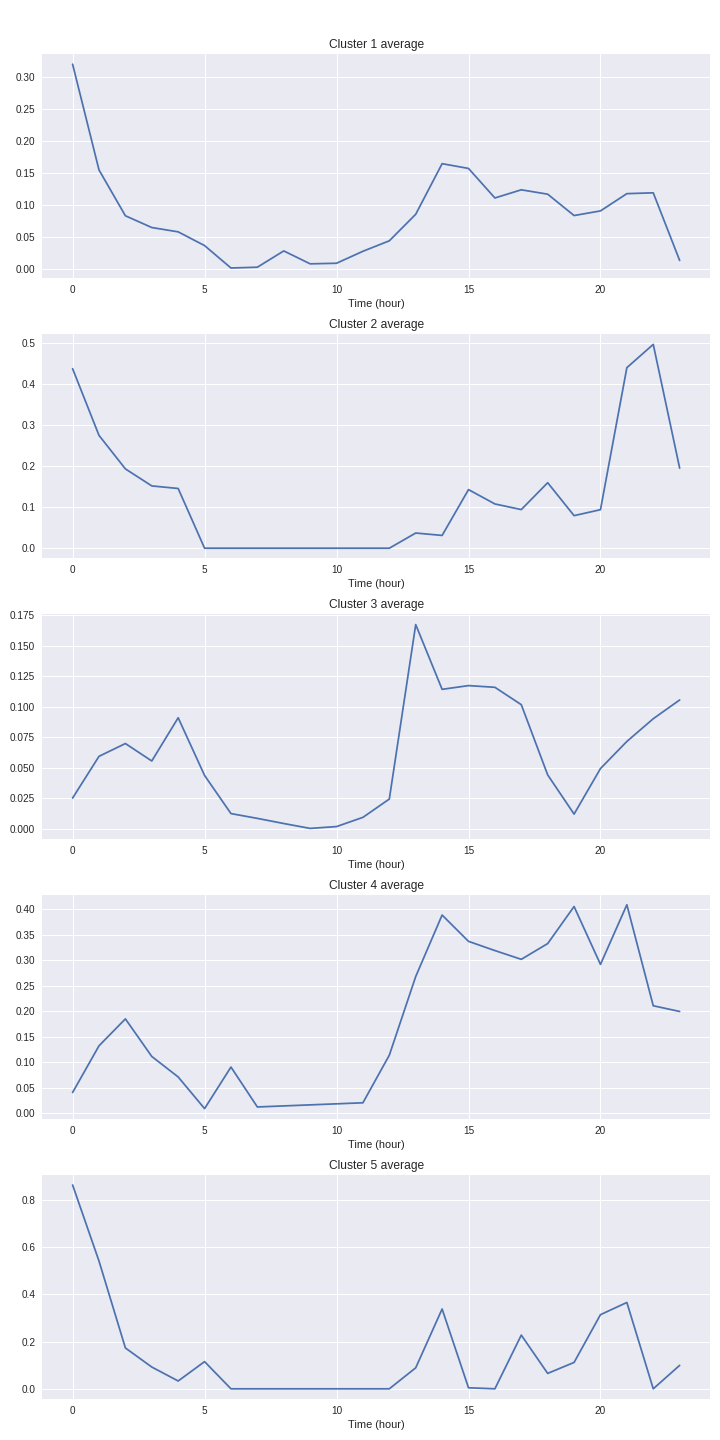 Cluster 1 average
0.30
0.25
0.20
0.15
0.10
0.05
0.00
0 5 10 15 20
Time (hour)
Cluster 2 average
0.5
0.4
0.3
0.2
0.1
0.0
0 5 10 15 20
Time (hour)
Cluster 3 average
0.175
0.150
0.125
0.100
0.075
0.050
0.025
0.000
0 5 10 15 20
Time (hour)
Cluster 4 average
0.40
0.35
0.30
0.25
0.20
0.15
0.10
0.05
0.00
0 5 10 15 20
Time (hour)
Cluster 5 average
0.8
0.6
0.4
0.2
0.0
0 5 10 15 20
Time (hour)